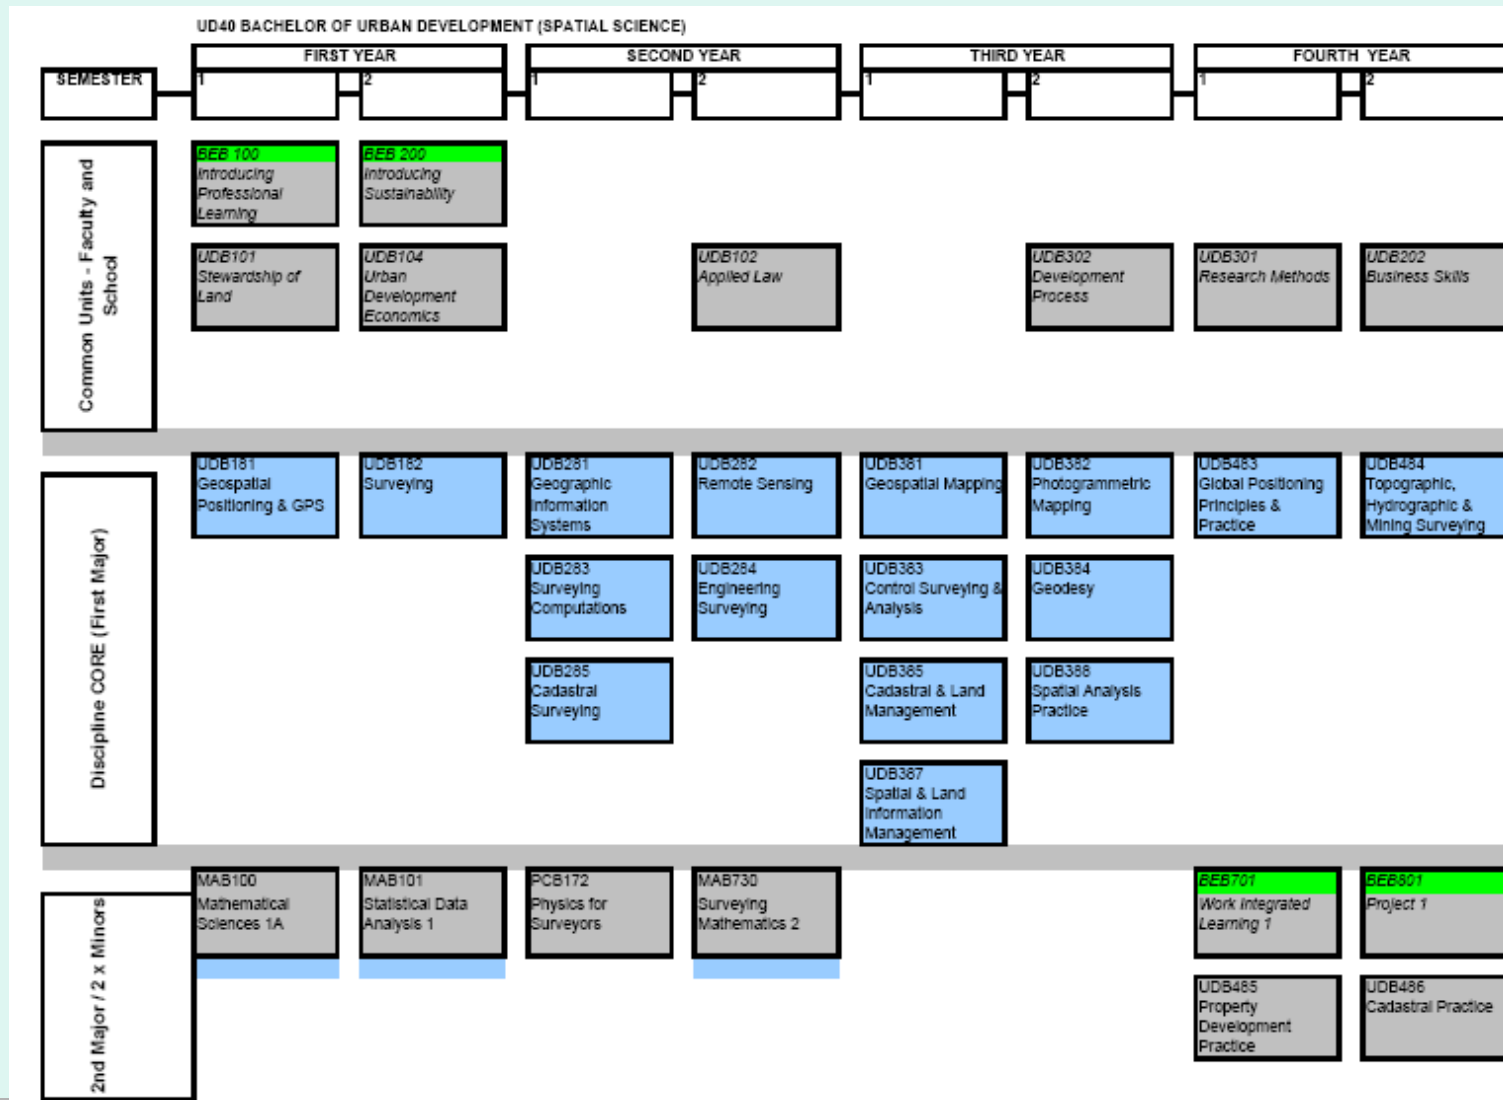 UD40 BACHELOR OF URBAN DEVELOPMENT (SPATIAL SCIENCE)
FIRST YEAR
SECOND YEAR
THIRD YEAR
FOURTH YEAR
SEMESTER
1
2
1
2
1
2
1
2
Common Units - Faculty and
School
BEB 100
Introducing
Professional
Learning
BEB 200
Introducing
Sustainability
UDB101
Stewardship of
Land
UDB104
Urban
Development
Economics
UDB102
Applied Law
UDB302
Development
Process
UDB301
Research Methods
UDB202
Business Skills
Discipline CORE (First Major)
UDB181
Geospatial
Positioning & GPS
UDB182
Surveying
UDB281
Geographic
Information
Systems
UDB282
Remote Sensing
UDB381
Geospatial Mapping
UDB382
Photogrammetric
Mapping
UDB483
Global Positioning
Principles &
Practice
UDB484
Topographic,
Hydrographic &
Mining Surveying
UDB283
Surveying
Computations
UDB284
Engineering
Surveying
UDB383
Control Surveying &
Analysis
UDB384
Geodesy
UDB285
Cadastral
Surveying
UDB385
Cadastral & Land
Management
UDB388
Spatial Analysis
Practice
UDB387
Spatial & Land
Information
Management
2nd Major / 2 x Minors
MAB100
Mathematical
Sciences 1A
MAB101
Statistical Data
Analysis 1
PCB172
Physics for
Surveyors
MAB730
Surveying
Mathematics 2
BEB701
Work Integrated
Learning 1
BEB801
Project 1
UDB485
Property
Development
Practice
UDB486
Cadastral Practice